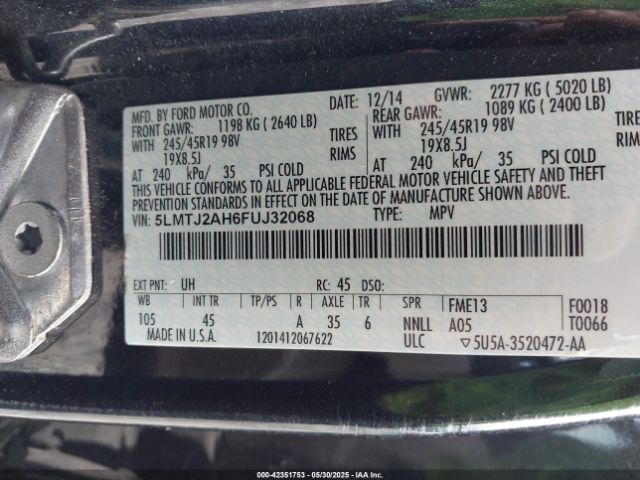 MFD. BY FORD MOTOR CO.
DATE: 12/14 GVWR: 2277 KG ( 5020 LB)
FRONT GAWR: 1198 KG ( 2640 LB)
REAR GAWR: 1089 KG ( 2400 LB)
WITH 245/45R19 98V TIRES
WITH 245/45R19 98V TIRES
19X8.5J RIMS
19X8.5J RIMS
AT 240 kPa/ 35 PSI COLD
AT 240 kPa/ 35 PSI COLD
THIS VEHICLE CONFORMS TO ALL APPLICABLE FEDERAL MOTOR VEHICLE SAFETY AND THEFT
PREVENTION STANDARDS IN EFFECT ON THE DATE OF MANUFACTURE SHOWN ABOVE.
VIN: 5LMTJ2AH6FUJ32068 TYPE: MPV
EXT PNT: UH RC: 45 DSO:
WB INT TR TP/PS R AXLE TR SPR FME13 F0018
105 45 A 35 6 NNLL A05 T0066
MADE IN U.S.A. 1201412067622 ULC ▽5U5A-3520472-AA
000-42351753 - 05/30/2025 - IAA Inc.